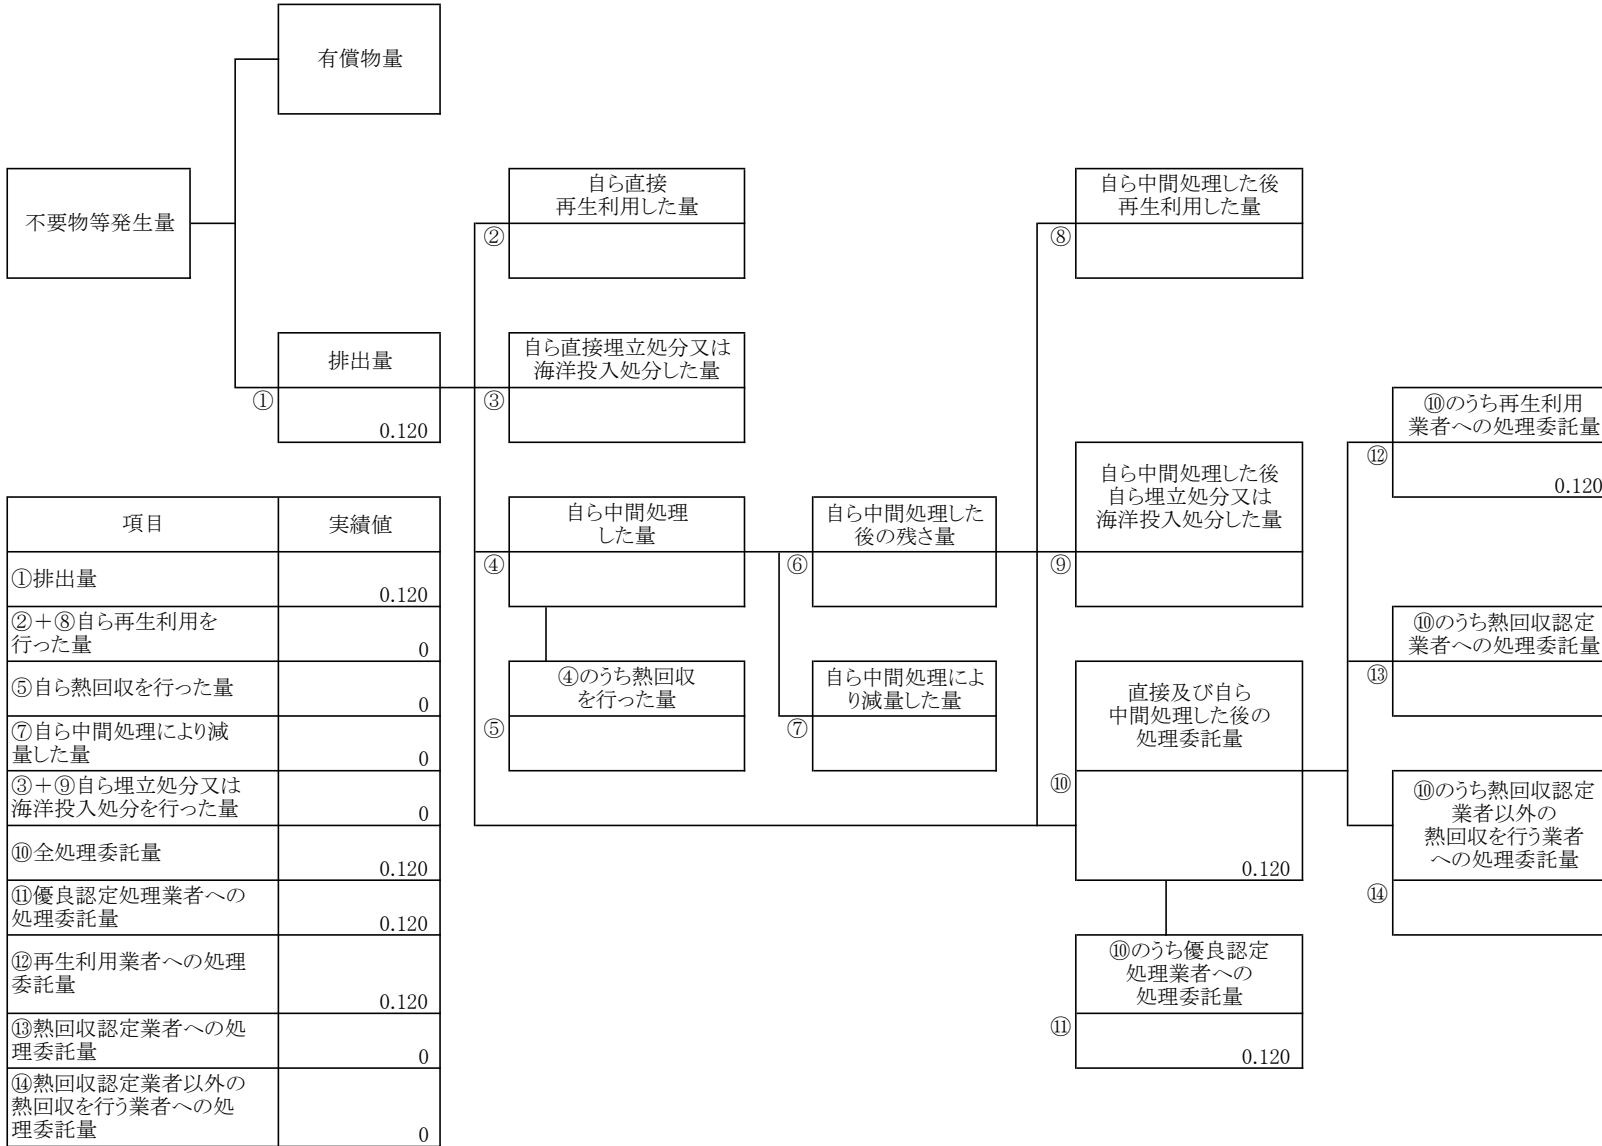 有償物量
不要物等発生量
自ら直接
再生利用した量
②
自ら中間処理した後
再生利用した量
⑧
排出量
①
0.120
自ら直接埋立処分又は
海洋投入処分した量
③
⑩のうち再生利用
業者への処理委託量
⑫
0.120
自ら中間処理
した量
④
自ら中間処理した
後の残さ量
⑥
自ら中間処理した後
自ら埋立処分又は
海洋投入処分した量
⑨
⑩のうち熱回収認定
業者への処理委託量
⑬
④のうち熱回収
を行った量
⑤
自ら中間処理によ
り減量した量
⑦
直接及び自ら
中間処理した後の
処理委託量
⑩
0.120
⑩のうち熱回収認定
業者以外の
熱回収を行う業者
への処理委託量
⑭
⑩のうち優良認定
処理業者への
処理委託量
⑪
0.120
項目 実績値
①排出量 0.120
②+⑧自ら再生利用を
行った量 0
⑤自ら熱回収を行った量 0
⑦自ら中間処理により減
量した量 0
③+⑨自ら埋立処分又は
海洋投入処分を行った量 0
⑩全処理委託量 0.120
⑪優良認定処理業者への
処理委託量 0.120
⑫再生利用業者への処理
委託量 0.120
⑬熱回収認定業者への処
理委託量 0
⑭熱回収認定業者以外の
熱回収を行う業者への処
理委託量 0